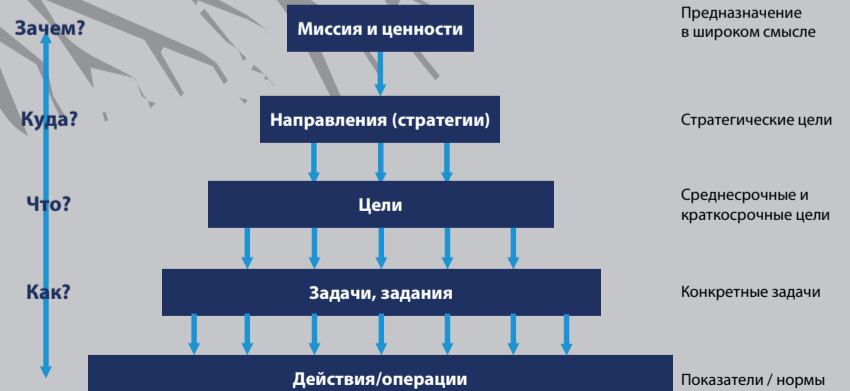 Зачем?
Миссия и ценности
Предназначение
в широком смысле
Куда?
Направления (стратегии)
Стратегические цели
Что?
Цели
Среднесрочные и
краткосрочные цели
Как?
Задачи, задания
Конкретные задачи
Действия/операции
Показатели / нормы